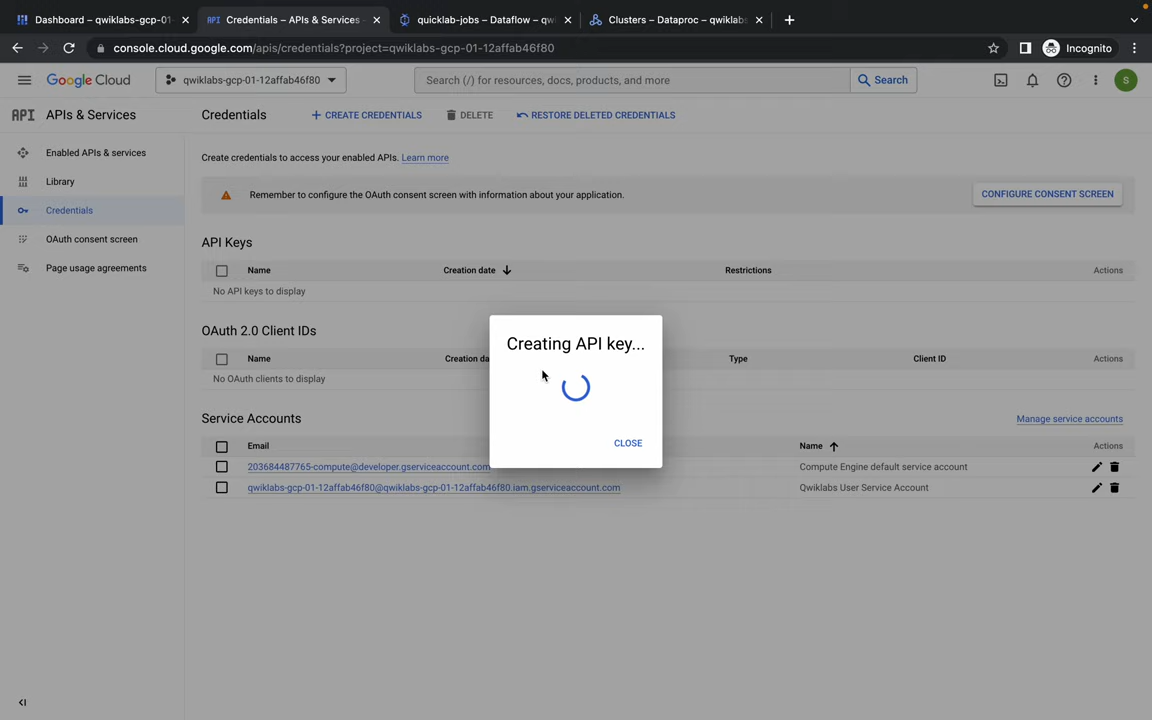 Dashboard – qwiklabs-gcp-01-
Credentials – APIs & Services
quicklab-jobs – Dataflow – qw
Clusters – Dataproc – qwiklabs
console.cloud.google.com/apis/credentials?project=qwiklabs-gcp-01-12affab46f80
Incognito
Google Cloud
qwiklabs-gcp-01-12affab46f80
Search (/) for resources, docs, products, and more
Search
S
API APIs & Services
Credentials
+ CREATE CREDENTIALS
DELETE
RESTORE DELETED CREDENTIALS
Enabled APIs & services
Library
Credentials
OAuth consent screen
Page usage agreements
Create credentials to access your enabled APIs. Learn more
Remember to configure the OAuth consent screen with information about your application.
CONFIGURE CONSENT SCREEN
API Keys
Name Creation date Restrictions Actions
No API keys to display
OAuth 2.0 Client IDs
Name Creation da Type Client ID Actions
No OAuth clients to display
Creating API key...
CLOSE
Service Accounts
Manage service accounts
Email Name Actions
203684487765-compute@developer.gserviceaccount.com Compute Engine default service account
qwiklabs-gcp-01-12affab46f80@qwiklabs-gcp-01-12affab46f80.iam.gserviceaccount.com Qwiklabs User Service Account